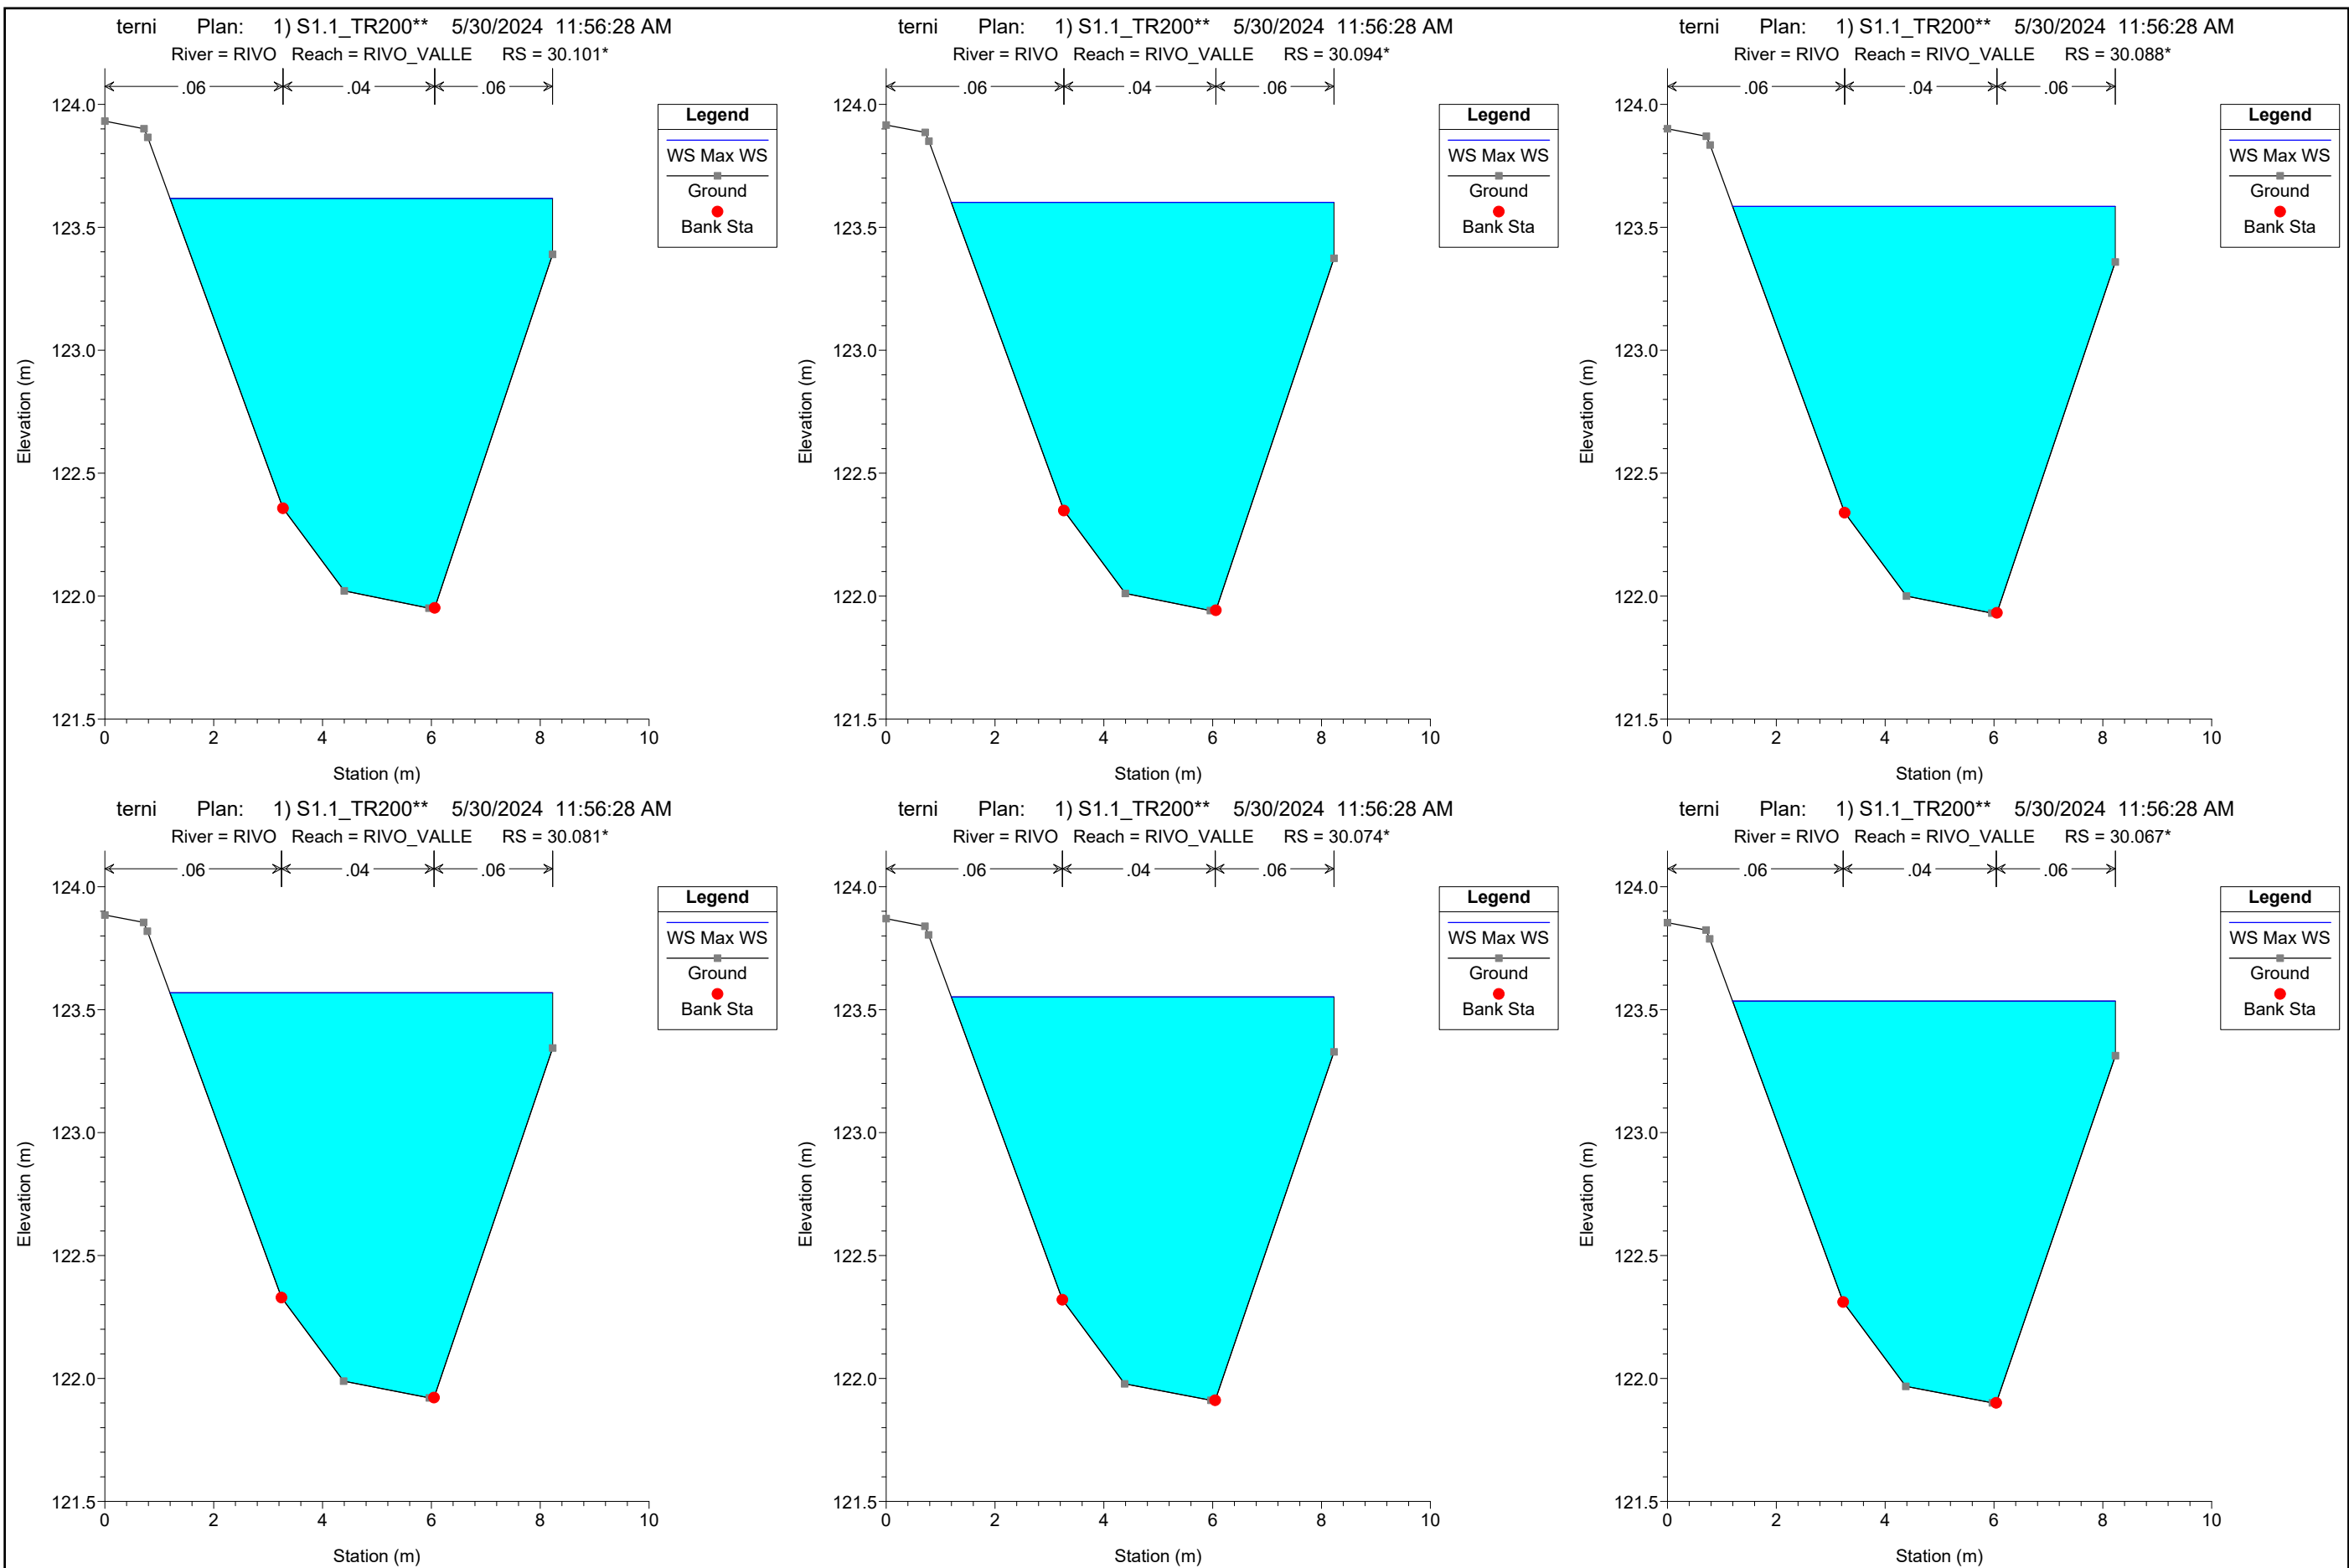 terni Plan: 1) S1.1_TR200** 5/30/2024 11:56:28 AM
River = RIVO Reach = RIVO_VALLE RS = 30.101*
.06 .04 .06
Legend
WS Max WS
Ground
Bank Sta
124.0
123.5
123.0
122.5
122.0
121.5
Elevation (m)
0 2 4 6 8 10
Station (m)
terni Plan: 1) S1.1_TR200** 5/30/2024 11:56:28 AM
River = RIVO Reach = RIVO_VALLE RS = 30.094*
.06 .04 .06
Legend
WS Max WS
Ground
Bank Sta
124.0
123.5
123.0
122.5
122.0
121.5
Elevation (m)
0 2 4 6 8 10
Station (m)
terni Plan: 1) S1.1_TR200** 5/30/2024 11:56:28 AM
River = RIVO Reach = RIVO_VALLE RS = 30.088*
.06 .04 .06
Legend
WS Max WS
Ground
Bank Sta
124.0
123.5
123.0
122.5
122.0
121.5
Elevation (m)
0 2 4 6 8 10
Station (m)
terni Plan: 1) S1.1_TR200** 5/30/2024 11:56:28 AM
River = RIVO Reach = RIVO_VALLE RS = 30.081*
.06 .04 .06
Legend
WS Max WS
Ground
Bank Sta
124.0
123.5
123.0
122.5
122.0
121.5
Elevation (m)
0 2 4 6 8 10
Station (m)
terni Plan: 1) S1.1_TR200** 5/30/2024 11:56:28 AM
River = RIVO Reach = RIVO_VALLE RS = 30.074*
.06 .04 .06
Legend
WS Max WS
Ground
Bank Sta
124.0
123.5
123.0
122.5
122.0
121.5
Elevation (m)
0 2 4 6 8 10
Station (m)
terni Plan: 1) S1.1_TR200** 5/30/2024 11:56:28 AM
River = RIVO Reach = RIVO_VALLE RS = 30.067*
.06 .04 .06
Legend
WS Max WS
Ground
Bank Sta
124.0
123.5
123.0
122.5
122.0
121.5
Elevation (m)
0 2 4 6 8 10
Station (m)